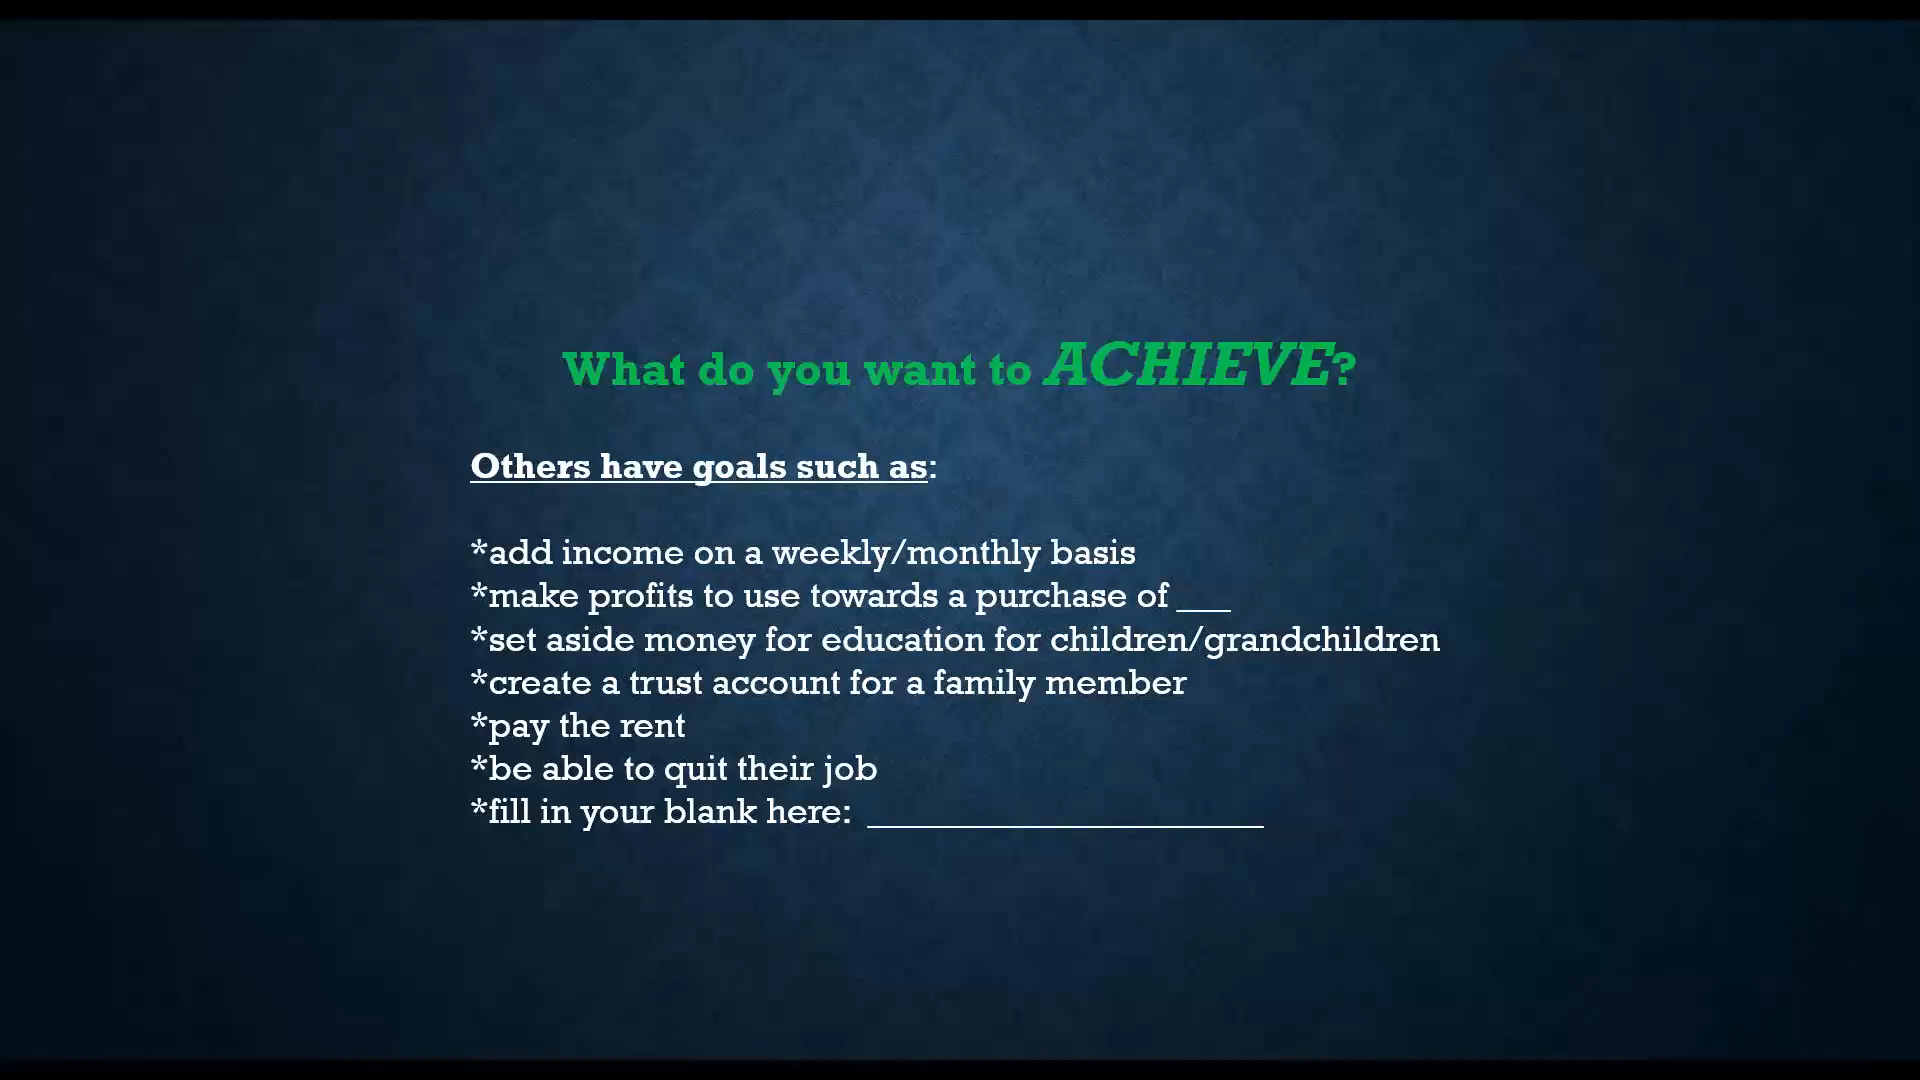 What do you want to ACHIEVE?
Others have goals such as:
*add income on a weekly/monthly basis
*make profits to use towards a purchase of ___
*set aside money for education for children/grandchildren
*create a trust account for a family member
*pay the rent
*be able to quit their job
*fill in your blank here: ______________________